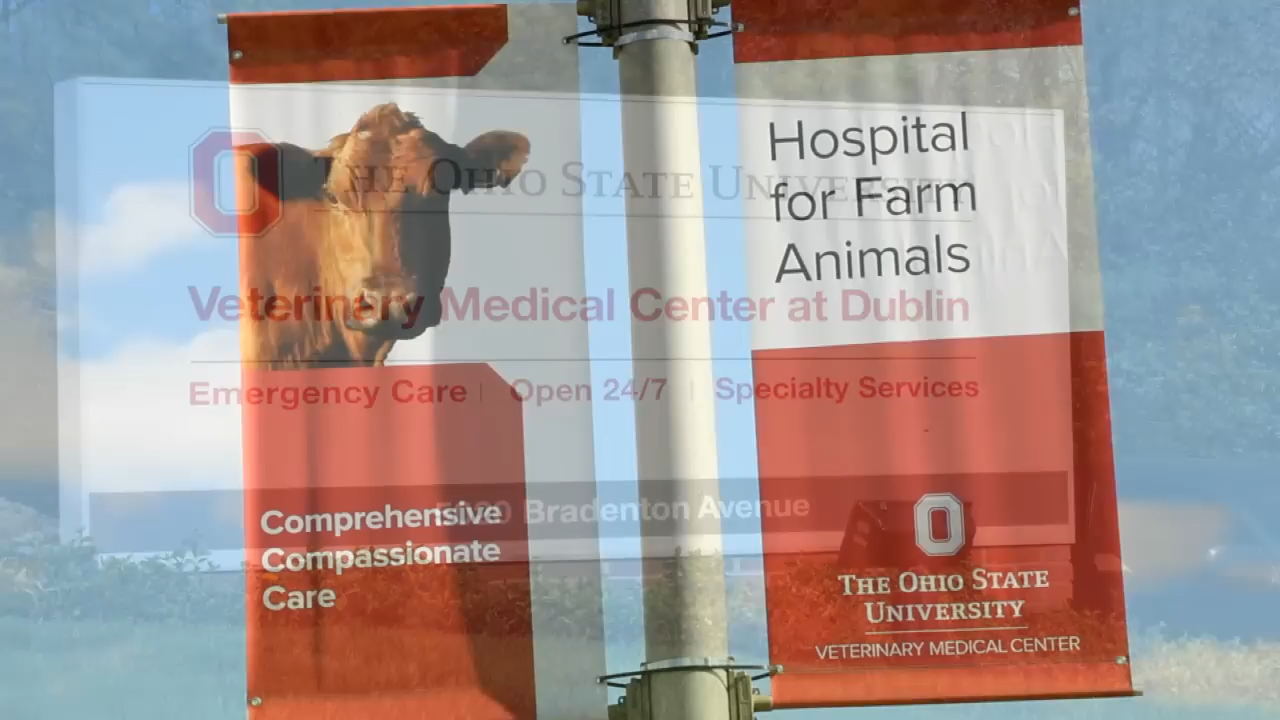 Hospital
for Farm
Animals
Comprehensive
Compassionate
Care
THE OHIO STATE
UNIVERSITY
VETERINARY MEDICAL CENTER
THE OHIO STATE UNIVERSITY
Veterinary Medical Center at Dublin
Emergency Care | Open 24/7 | Specialty Services
Bradenton Avenue